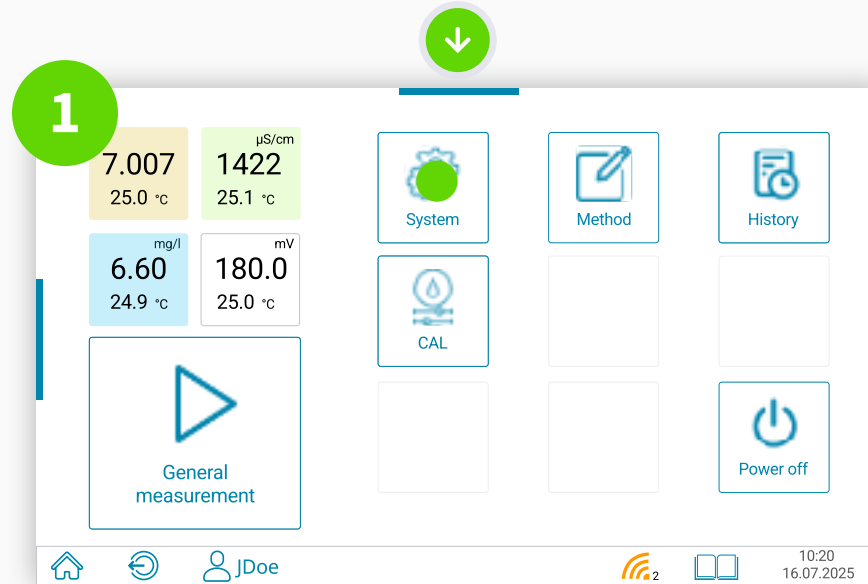 1
7.007
25.0 °C
µS/cm
1422
25.1 °C
mg/l
6.60
24.9 °C
mV
180.0
25.0 °C
General
measurement
System
Method
History
CAL
Power off
JDoe
2
10:20
16.07.2025